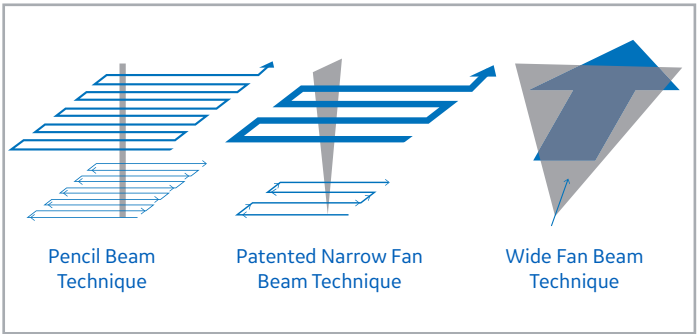 Pencil Beam
Technique
Patented Narrow Fan
Beam Technique
Wide Fan Beam
Technique